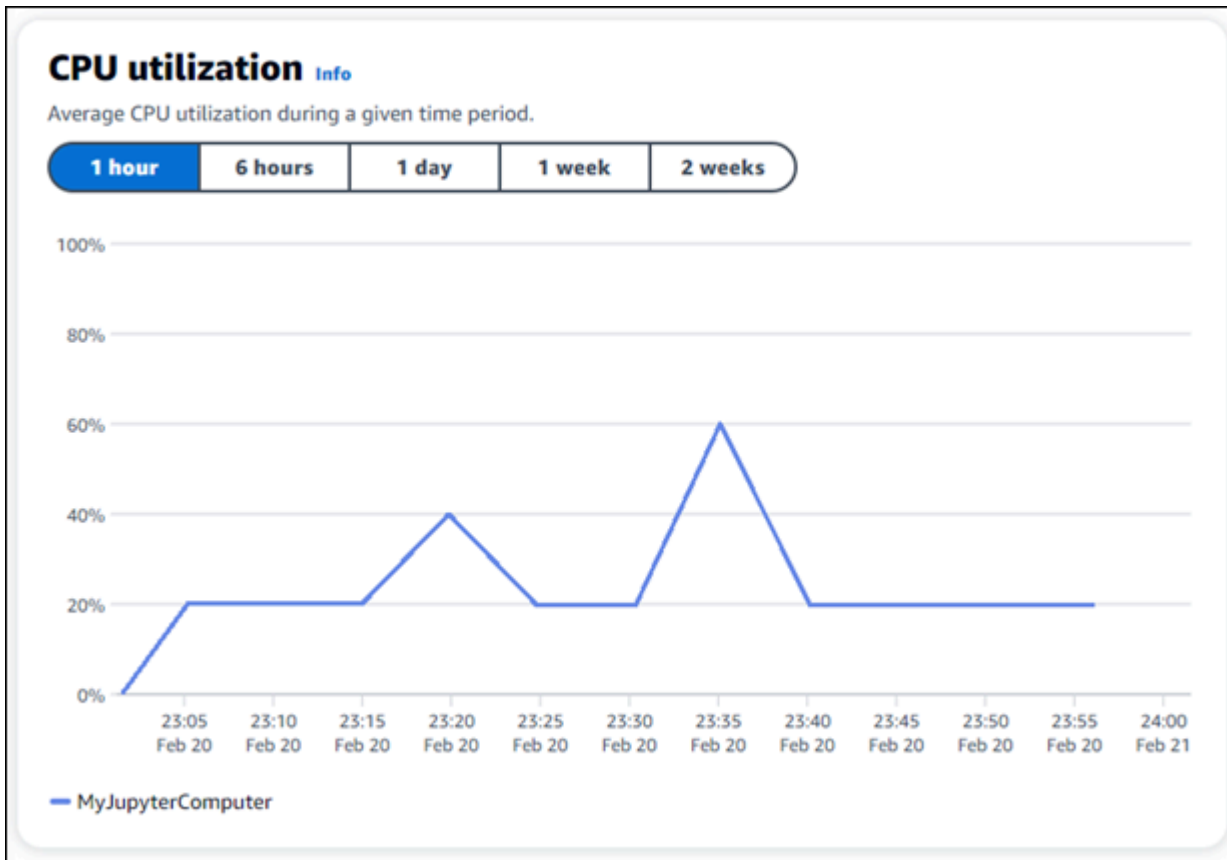 CPU utilization Info
Average CPU utilization during a given time period.
1 hour 6 hours 1 day 1 week 2 weeks
100%
80%
60%
40%
20%
0%
23:05 23:10 23:15 23:20 23:25 23:30 23:35 23:40 23:45 23:50 23:55 24:00
Feb 20 Feb 20 Feb 20 Feb 20 Feb 20 Feb 20 Feb 20 Feb 20 Feb 20 Feb 20 Feb 20 Feb 21
MyJupyterComputer